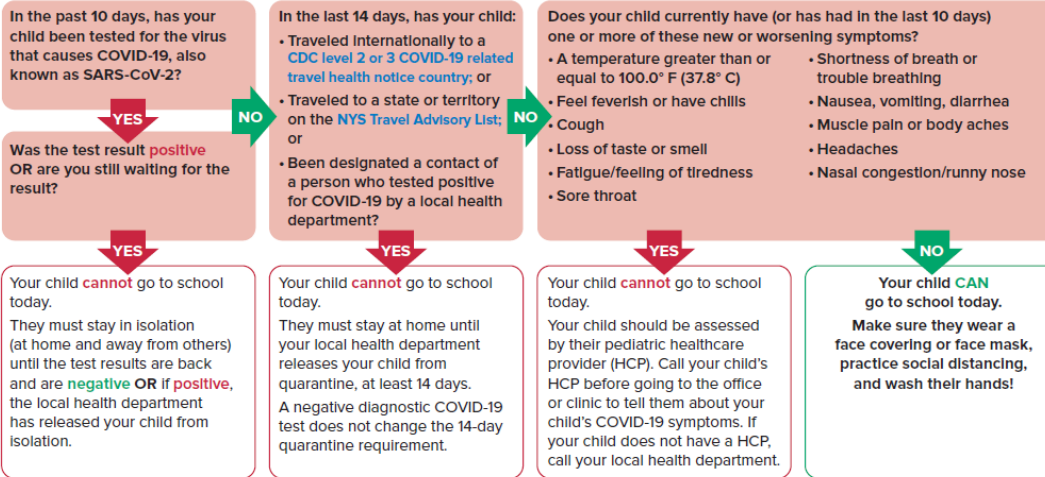 In the past 10 days, has your
child been tested for the virus
that causes COVID-19, also
known as SARS-CoV-2?
YES
NO
Was the test result positive
OR are you still waiting for the
result?
YES
Your child cannot go to school
today.
They must stay in isolation
(at home and away from others)
until the test results are back
and are negative OR if positive,
the local health department
has released your child from
isolation.
In the last 14 days, has your child:
• Traveled internationally to a
CDC level 2 or 3 COVID-19 related
travel health notice country; or
• Traveled to a state or territory
on the NYS Travel Advisory List;
or
• Been designated a contact of
a person who tested positive
for COVID-19 by a local health
department?
NO
YES
Your child cannot go to school
today.
They must stay at home until
your local health department
releases your child from
quarantine, at least 14 days.
A negative diagnostic COVID-19
test does not change the 14-day
quarantine requirement.
Does your child currently have (or has had in the last 10 days)
one or more of these new or worsening symptoms?
• A temperature greater than or
equal to 100.0° F (37.8° C)
• Feel feverish or have chills
• Cough
• Loss of taste or smell
• Fatigue/feeling of tiredness
• Sore throat
• Shortness of breath or
trouble breathing
• Nausea, vomiting, diarrhea
• Muscle pain or body aches
• Headaches
• Nasal congestion/runny nose
YES
Your child cannot go to school
today.
Your child should be assessed
by their pediatric healthcare
provider (HCP). Call your child's
HCP before going to the office
or clinic to tell them about your
child's COVID-19 symptoms. If
your child does not have a HCP,
call your local health department.
NO
Your child CAN
go to school today.
Make sure they wear a
face covering or face mask,
practice social distancing,
and wash their hands!